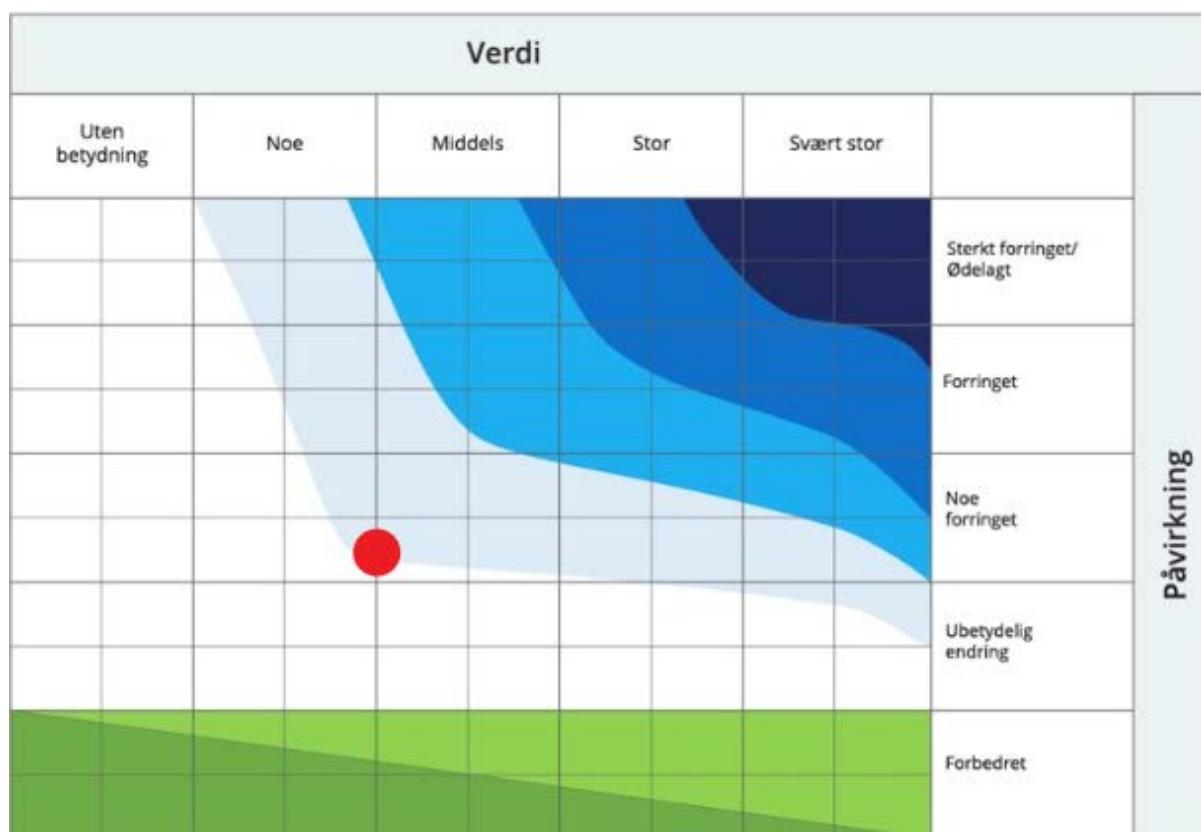 Verdi
Uten
betydning
Noe
Middels
Stor
Svært stor
Sterkt forringet/
Ødelagt
Forringet
Noe
forringet
Ubetydelig
endring
Forbedret
Påvirkning